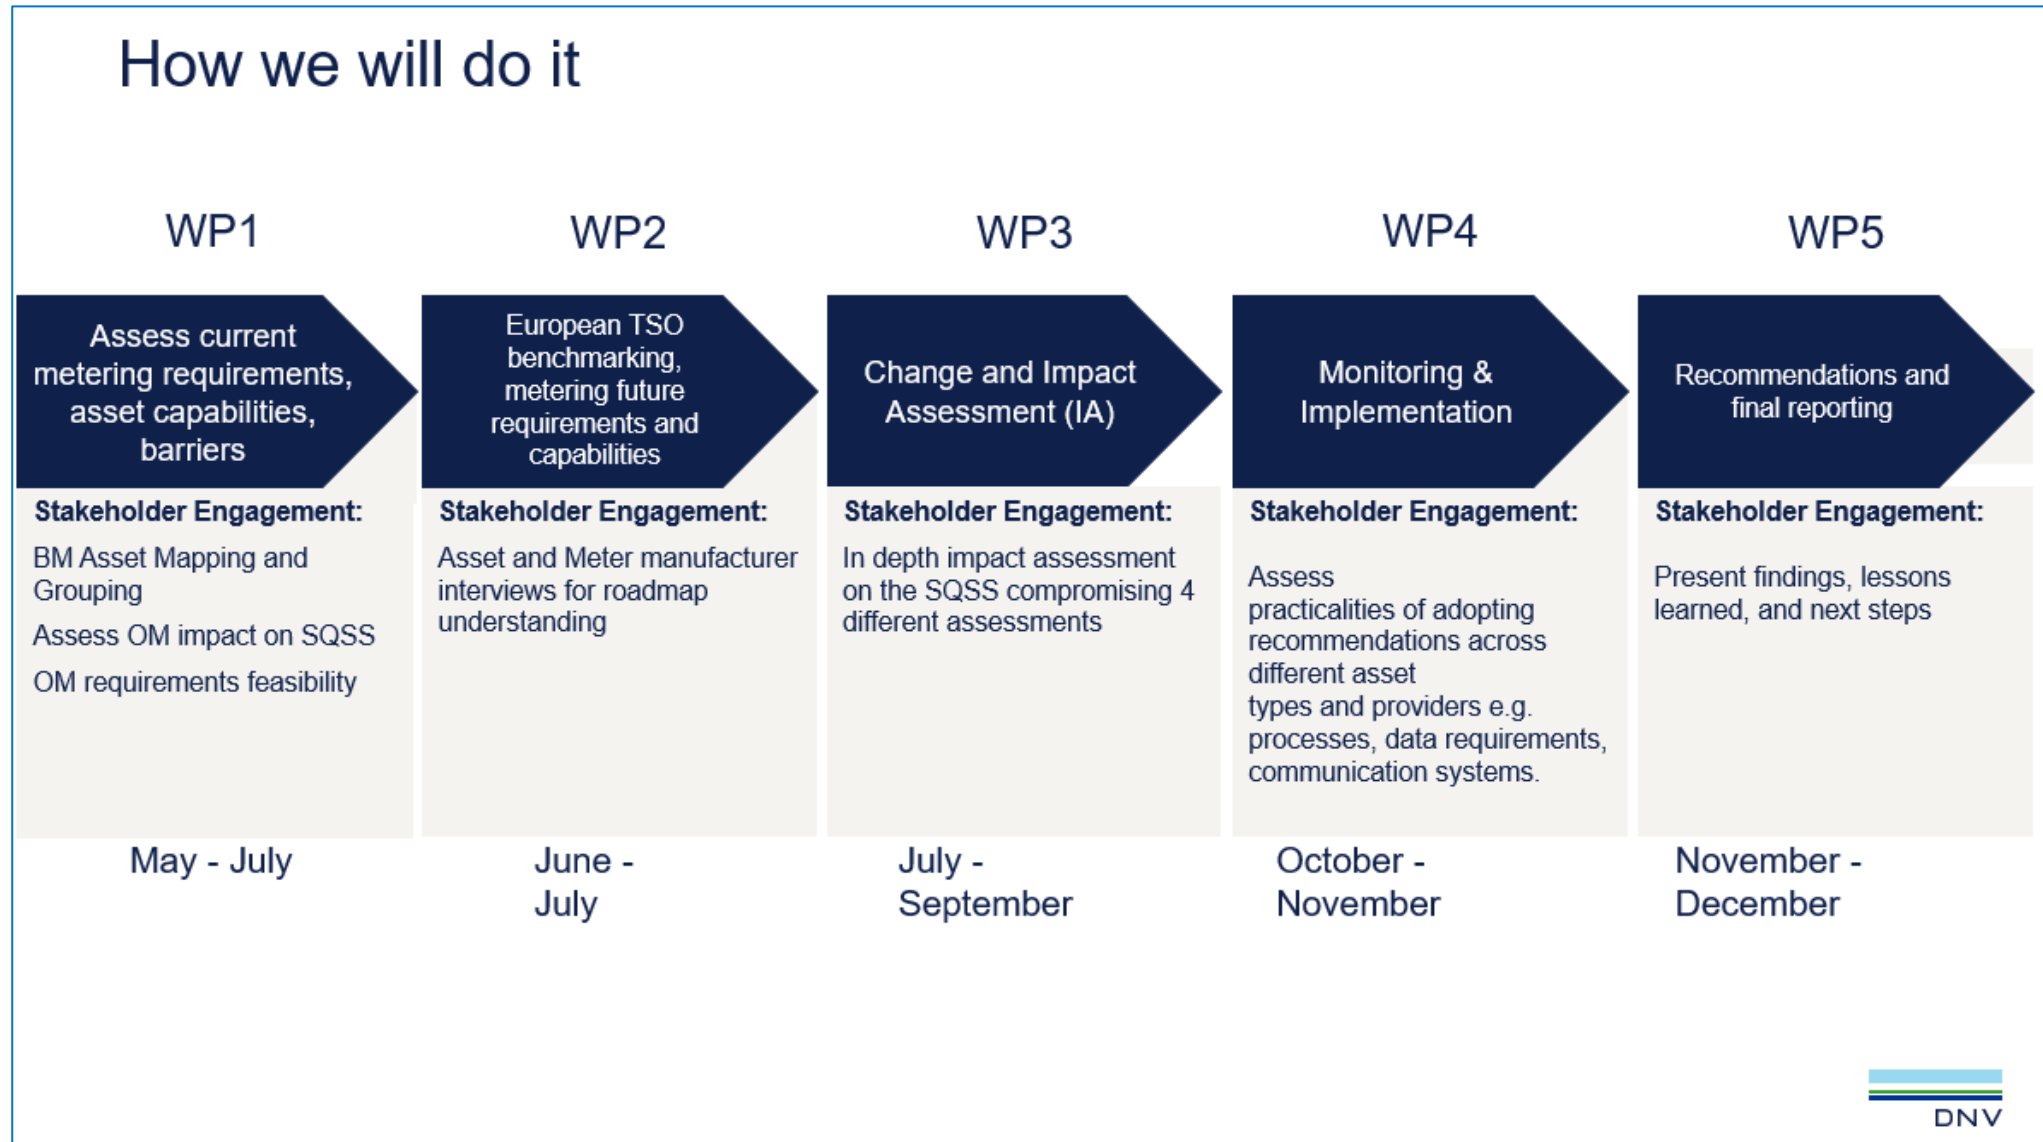 How we will do it
WP1
Assess current
metering requirements,
asset capabilities,
barriers
Stakeholder Engagement:
BM Asset Mapping and
Grouping
Assess OM impact on SQSS
OM requirements feasibility
May - July
WP2
European TSO
benchmarking,
metering future
requirements and
capabilities
Stakeholder Engagement:
Asset and Meter manufacturer
interviews for roadmap
understanding
June -
July
WP3
Change and Impact
Assessment (IA)
Stakeholder Engagement:
In depth impact assessment
on the SQSS compromising 4
different assessments
July -
September
WP4
Monitoring &
Implementation
Stakeholder Engagement:
Assess
practicalities of adopting
recommendations across
different asset
types and providers e.g.
processes, data requirements,
communication systems.
October -
November
WP5
Recommendations and
final reporting
Stakeholder Engagement:
Present findings, lessons
learned, and next steps
November -
December
DNV